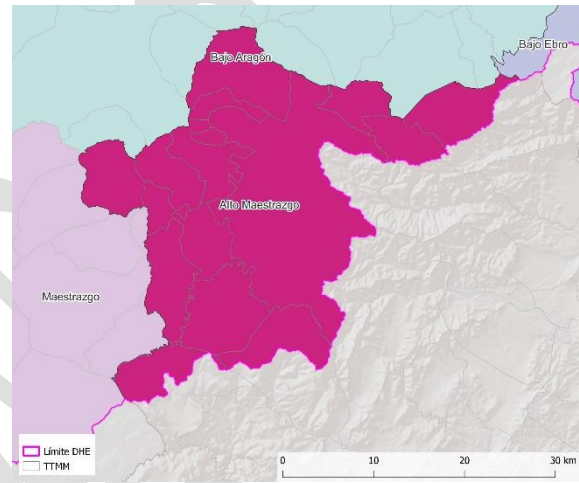 Bajo Ebro
Bajo Aragón
Alto Maestrazgo
Maestrazgo
Límite DHE
TTMM
0 10 20 30 km